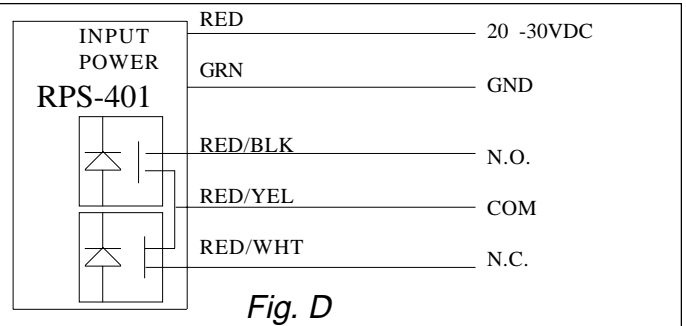 INPUT
POWER
RPS-401
RED
20 -30VDC
GRN
GND
RED/BLK
N.O.
RED/YEL
COM
RED/WHT
N.C.
Fig. D